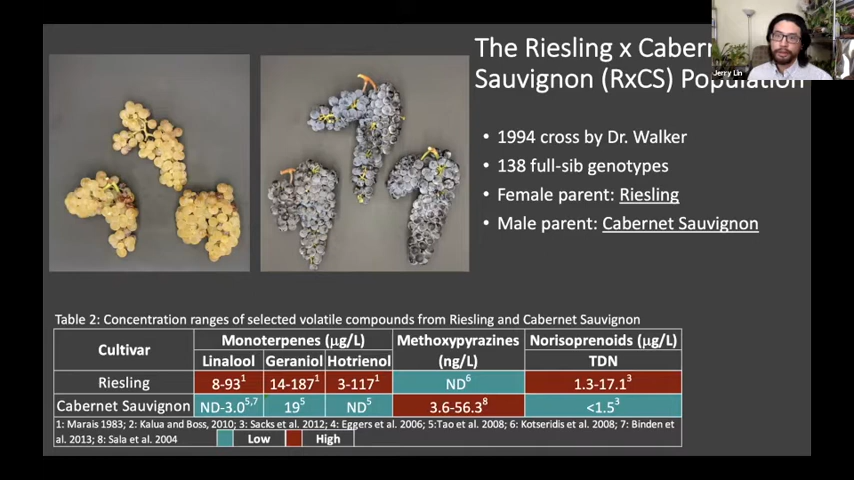 The Riesling x Caber
Sauvignon (RxCS) Population
Jerry Lin
• 1994 cross by Dr. Walker
• 138 full-sib genotypes
• Female parent: Riesling
• Male parent: Cabernet Sauvignon
Table 2: Concentration ranges of selected volatile compounds from Riesling and Cabernet Sauvignon
Cultivar Monoterpenes (μg/L) Methoxypyrazines (ng/L) Norisoprenoids (μg/L)
Linalool Geraniol Hotrienol TDN
Riesling 8-93¹ 14-187¹ 3-117¹ ND⁶ 1.3-17.1³
Cabernet Sauvignon ND-3.0⁵,⁷ 19⁵ ND⁵ 3.6-56.3⁸ <1.5³
1: Marais 1983; 2: Kalua and Boss, 2010; 3: Sacks et al. 2012; 4: Eggers et al. 2006; 5:Tao et al. 2008; 6: Kotseridis et al. 2008; 7: Binden et
al. 2013; 8: Sala et al. 2004
Low High